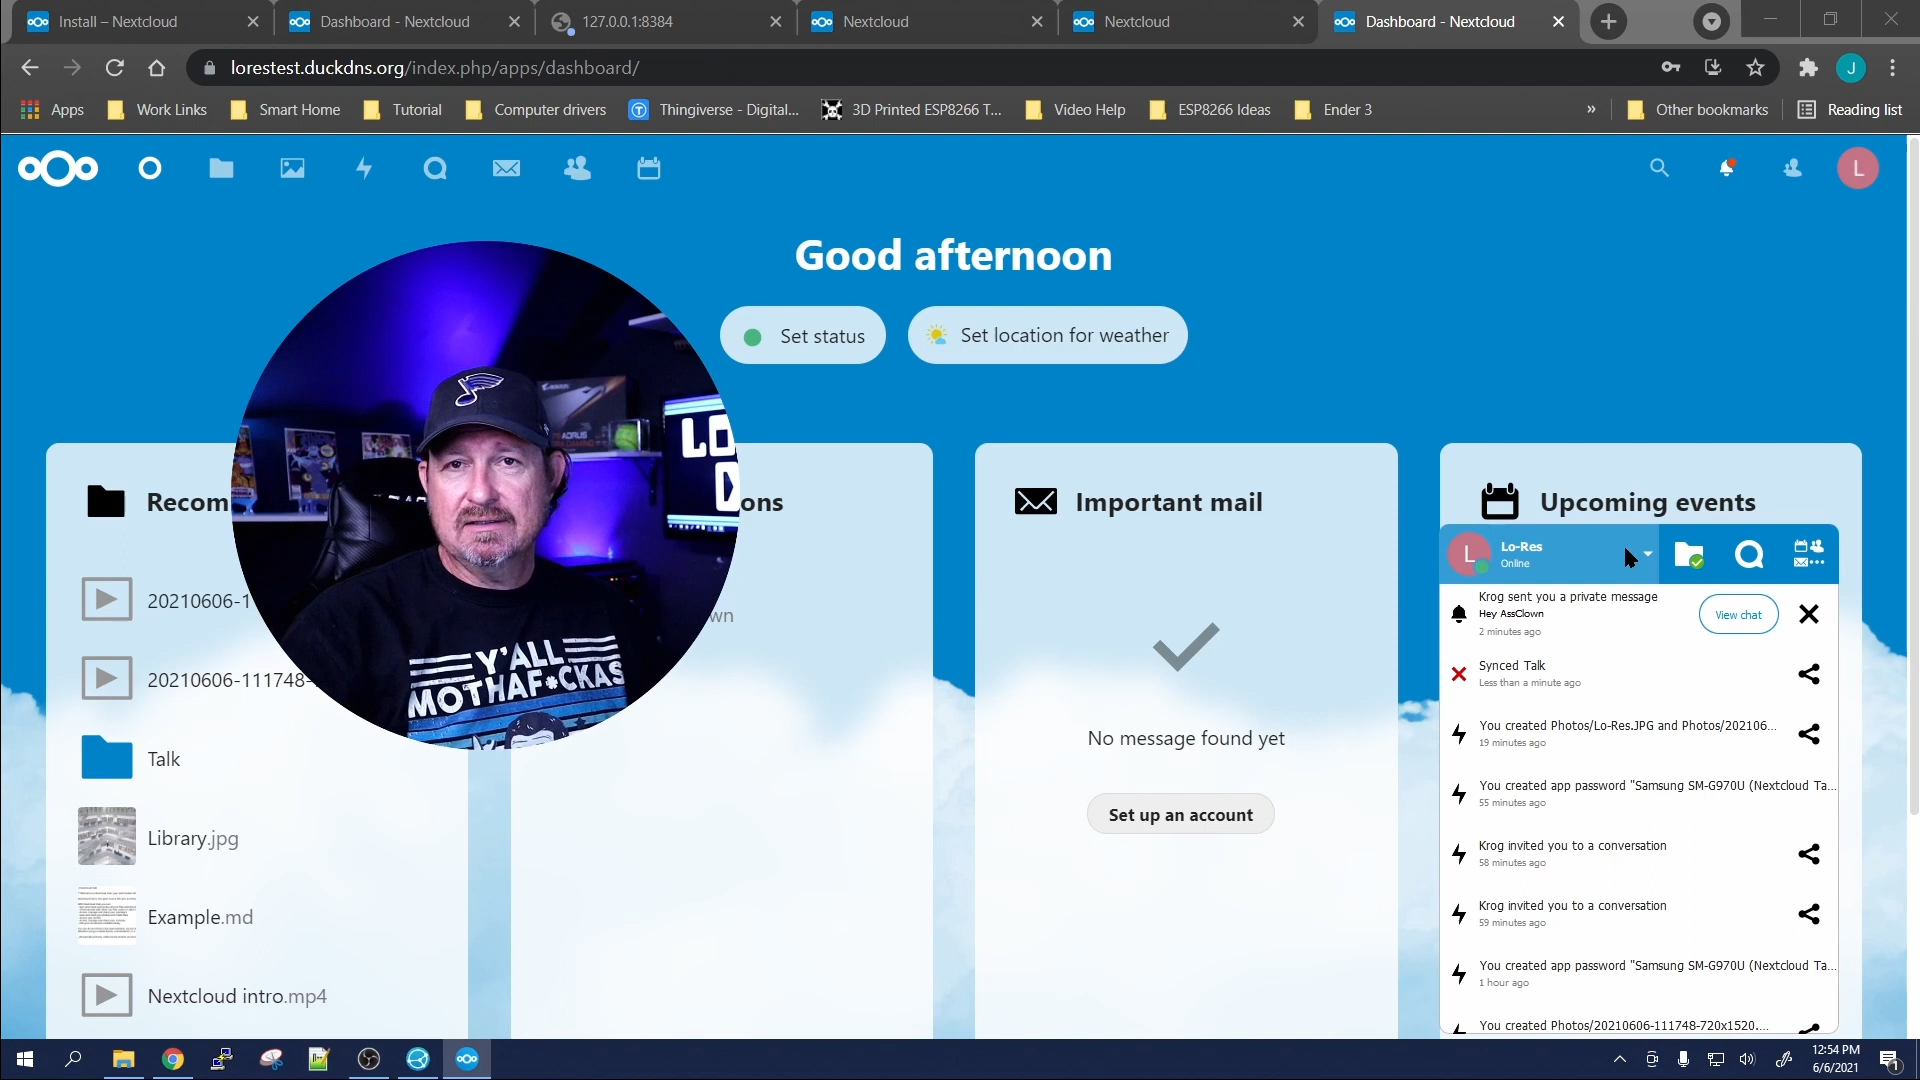 Install – Nextcloud
Dashboard - Nextcloud
127.0.0.1:8384
Nextcloud
Nextcloud
Dashboard - Nextcloud
lorestest.duckdns.org/index.php/apps/dashboard/
J
Apps
Work Links
Smart Home
Tutorial
Computer drivers
Thingiverse - Digital...
3D Printed ESP8266 T...
Video Help
ESP8266 Ideas
Ender 3
»
Other bookmarks
Reading list
L
Good afternoon
Set status
Set location for weather
AORUS
LO
D
Y'ALL
MOTHAF*CKAS
Recom
20210606-1
20210606-111748-
Talk
Library.jpg
Example.md
Nextcloud intro.mp4
ons
wn
Important mail
No message found yet
Set up an account
Upcoming events
L
Lo-Res
Online
Krog sent you a private message
Hey AssClown
2 minutes ago
View chat
Synced Talk
Less than a minute ago
You created Photos/Lo-Res.JPG and Photos/202106...
19 minutes ago
You created app password "Samsung SM-G970U (Nextcloud Ta...
55 minutes ago
Krog invited you to a conversation
58 minutes ago
Krog invited you to a conversation
59 minutes ago
You created app password "Samsung SM-G970U (Nextcloud Ta...
1 hour ago
You created Photos/20210606-111748-720x1520....
12:54 PM
6/6/2021
1